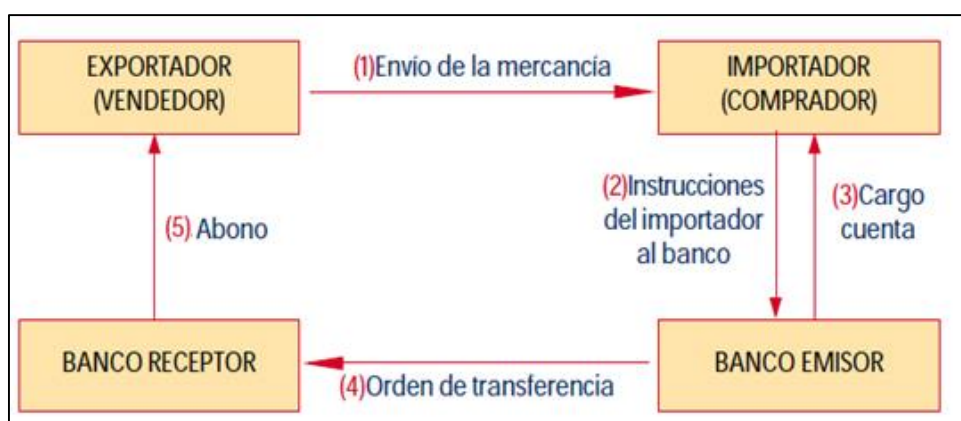 EXPORTADOR
(VENDEDOR)
(1)Envío de la mercancía
IMPORTADOR
(COMPRADOR)
(2)Instrucciones
del importador
al banco
(3)Cargo
cuenta
(5) Abono
BANCO RECEPTOR
(4)Orden de transferencia
BANCO EMISOR